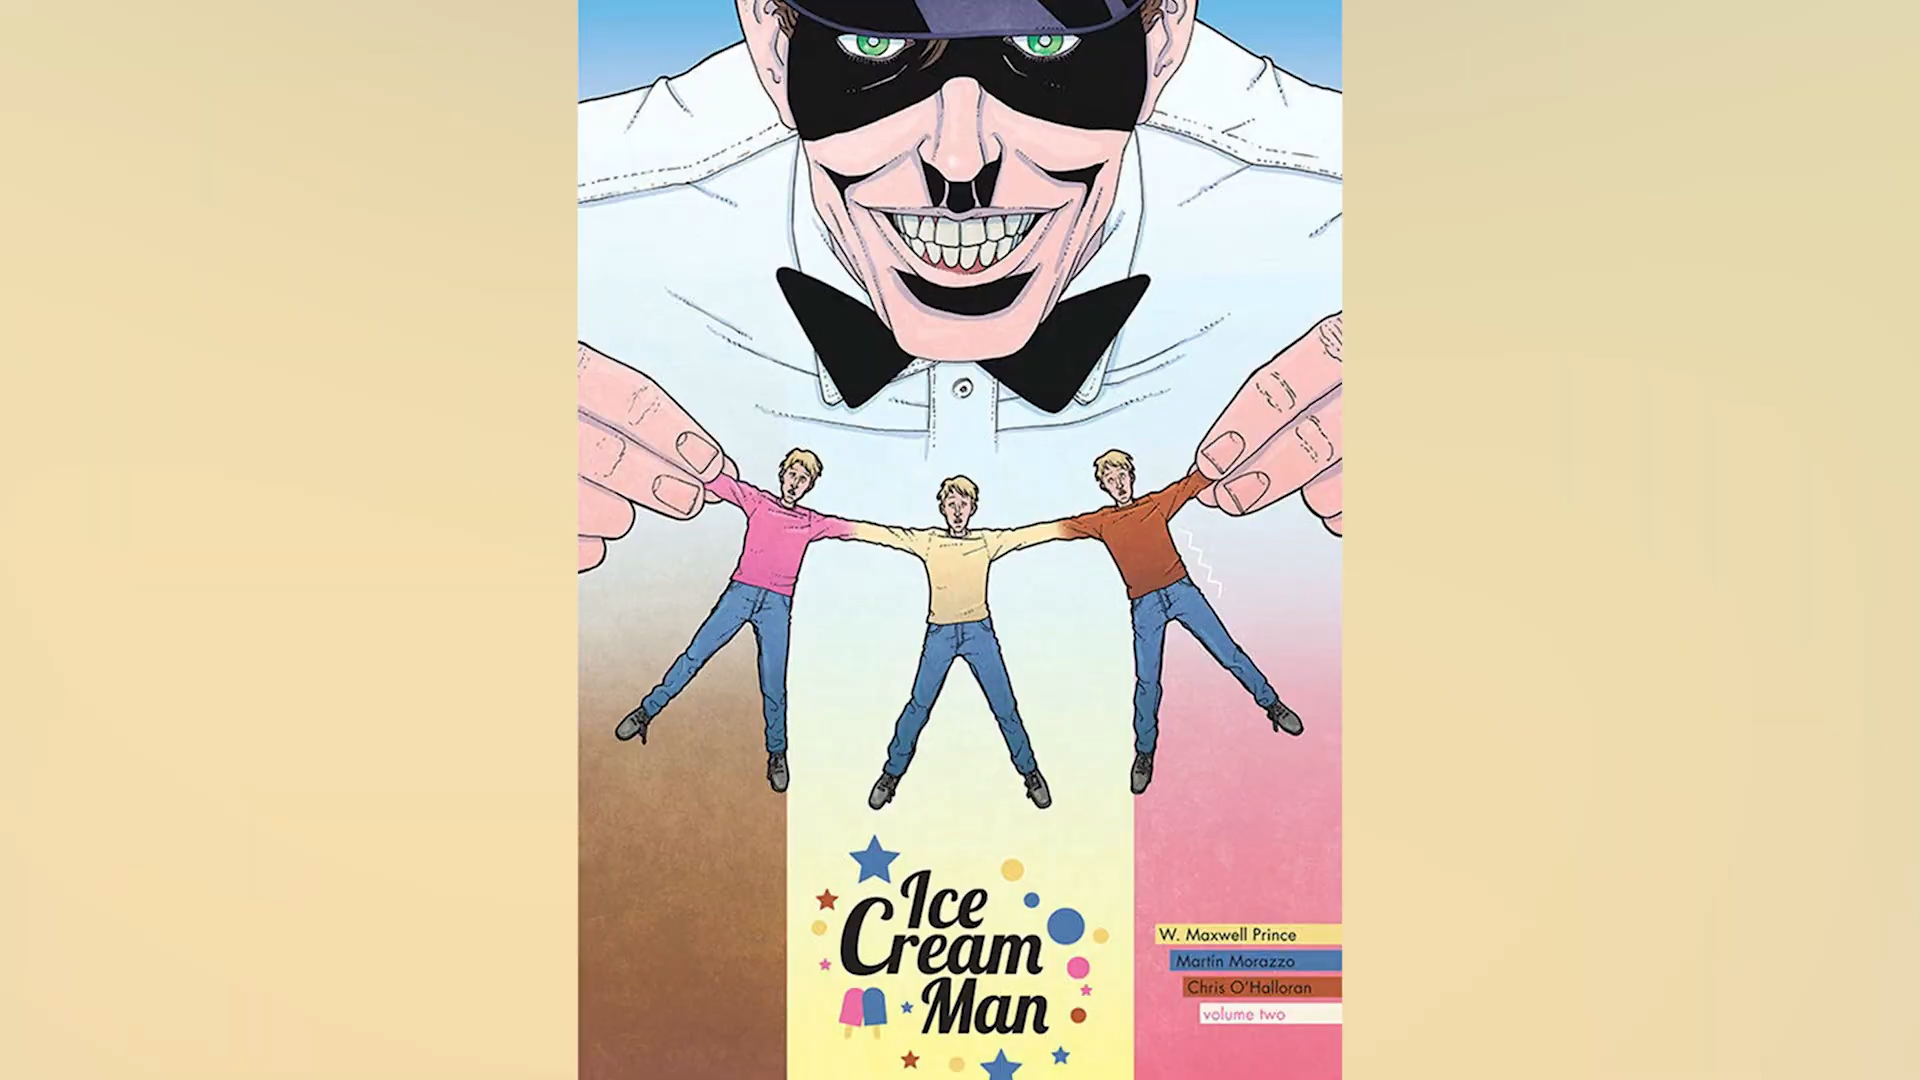 Ice
Cream
Man
W. Maxwell Prince
Martín Morazzo
Chris O'Halloran
volume two